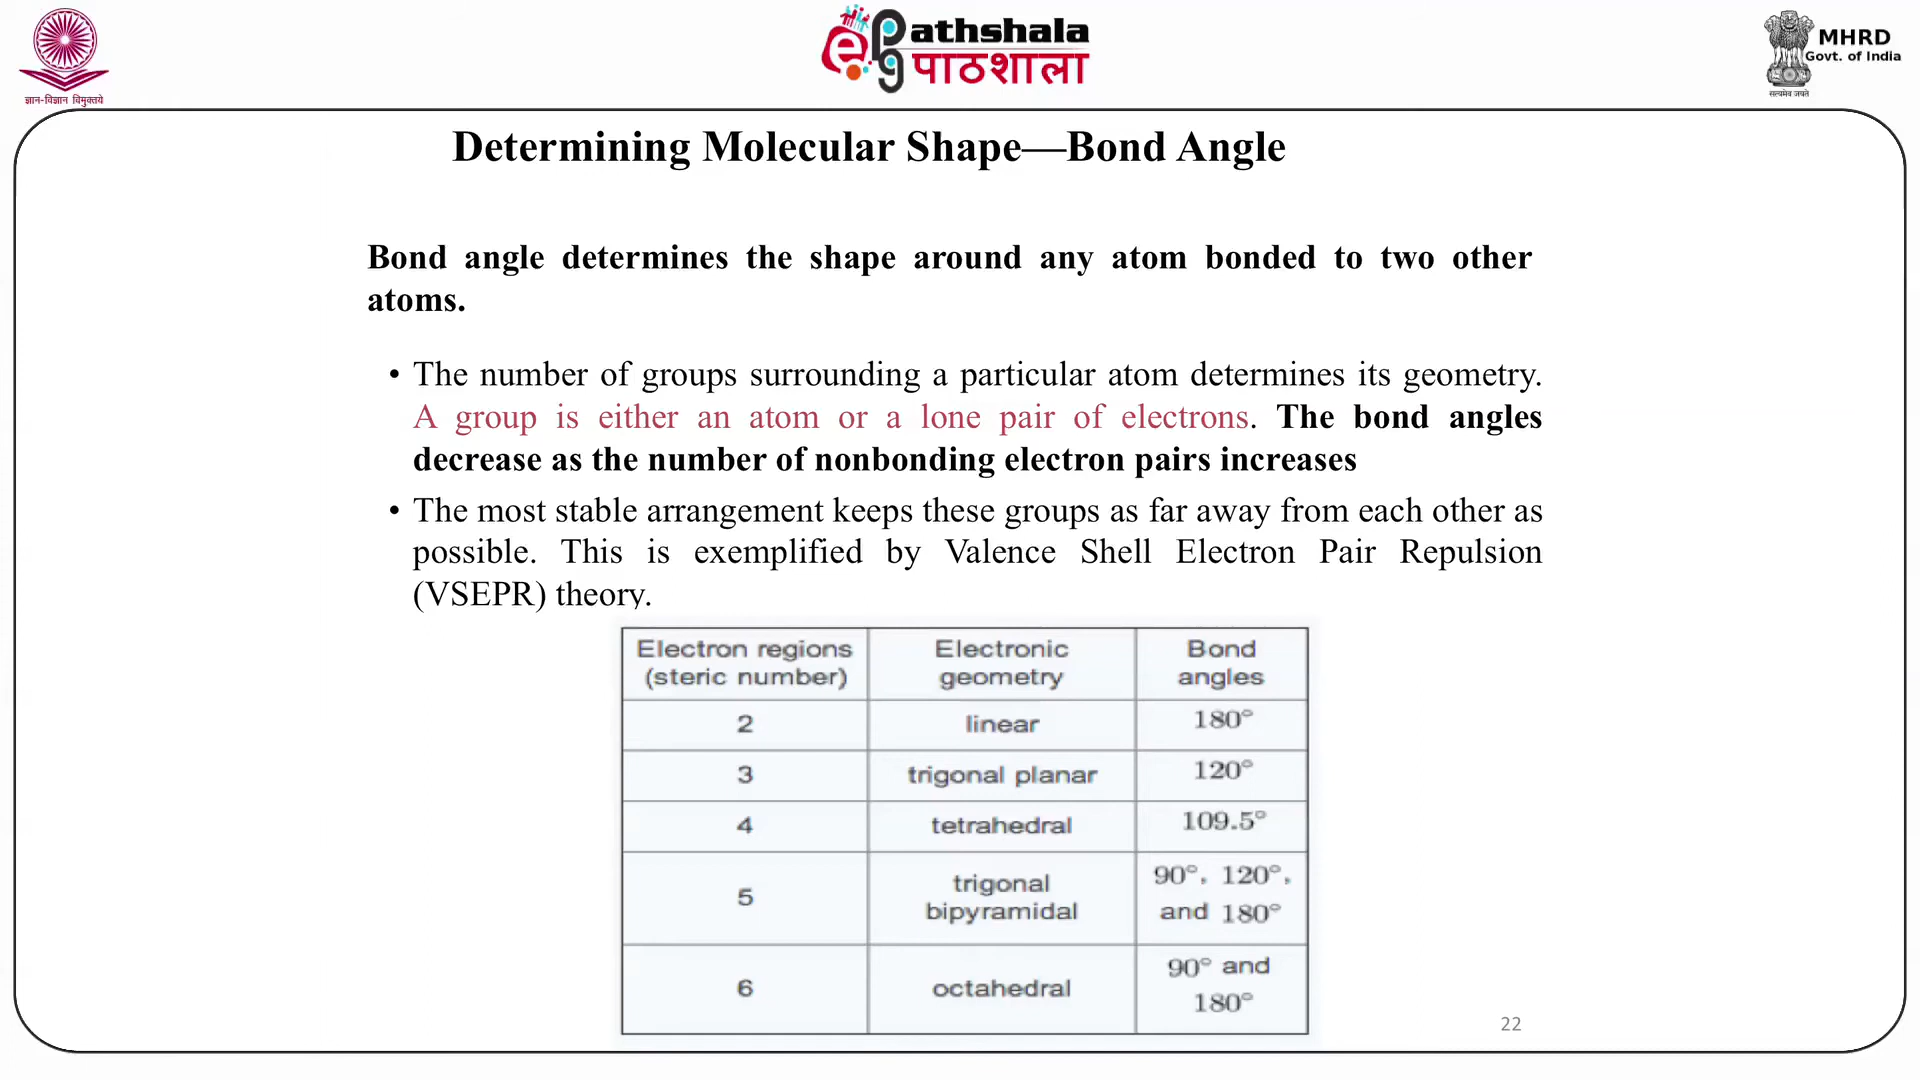 ज्ञान-विज्ञान विमुक्तये
ePathshala
पाठशाला
MHRD
Govt. of India
सत्यमेव जयते
Determining Molecular Shape—Bond Angle
Bond angle determines the shape around any atom bonded to two other
atoms.
• The number of groups surrounding a particular atom determines its geometry.
A group is either an atom or a lone pair of electrons. The bond angles
decrease as the number of nonbonding electron pairs increases
• The most stable arrangement keeps these groups as far away from each other as
possible. This is exemplified by Valence Shell Electron Pair Repulsion
(VSEPR) theory.
Electron regions
(steric number)
Electronic
geometry
Bond
angles
2
linear
180°
3
trigonal planar
120°
4
tetrahedral
109.5°
5
trigonal
bipyramidal
90°, 120°,
and 180°
6
octahedral
90° and
180°
22